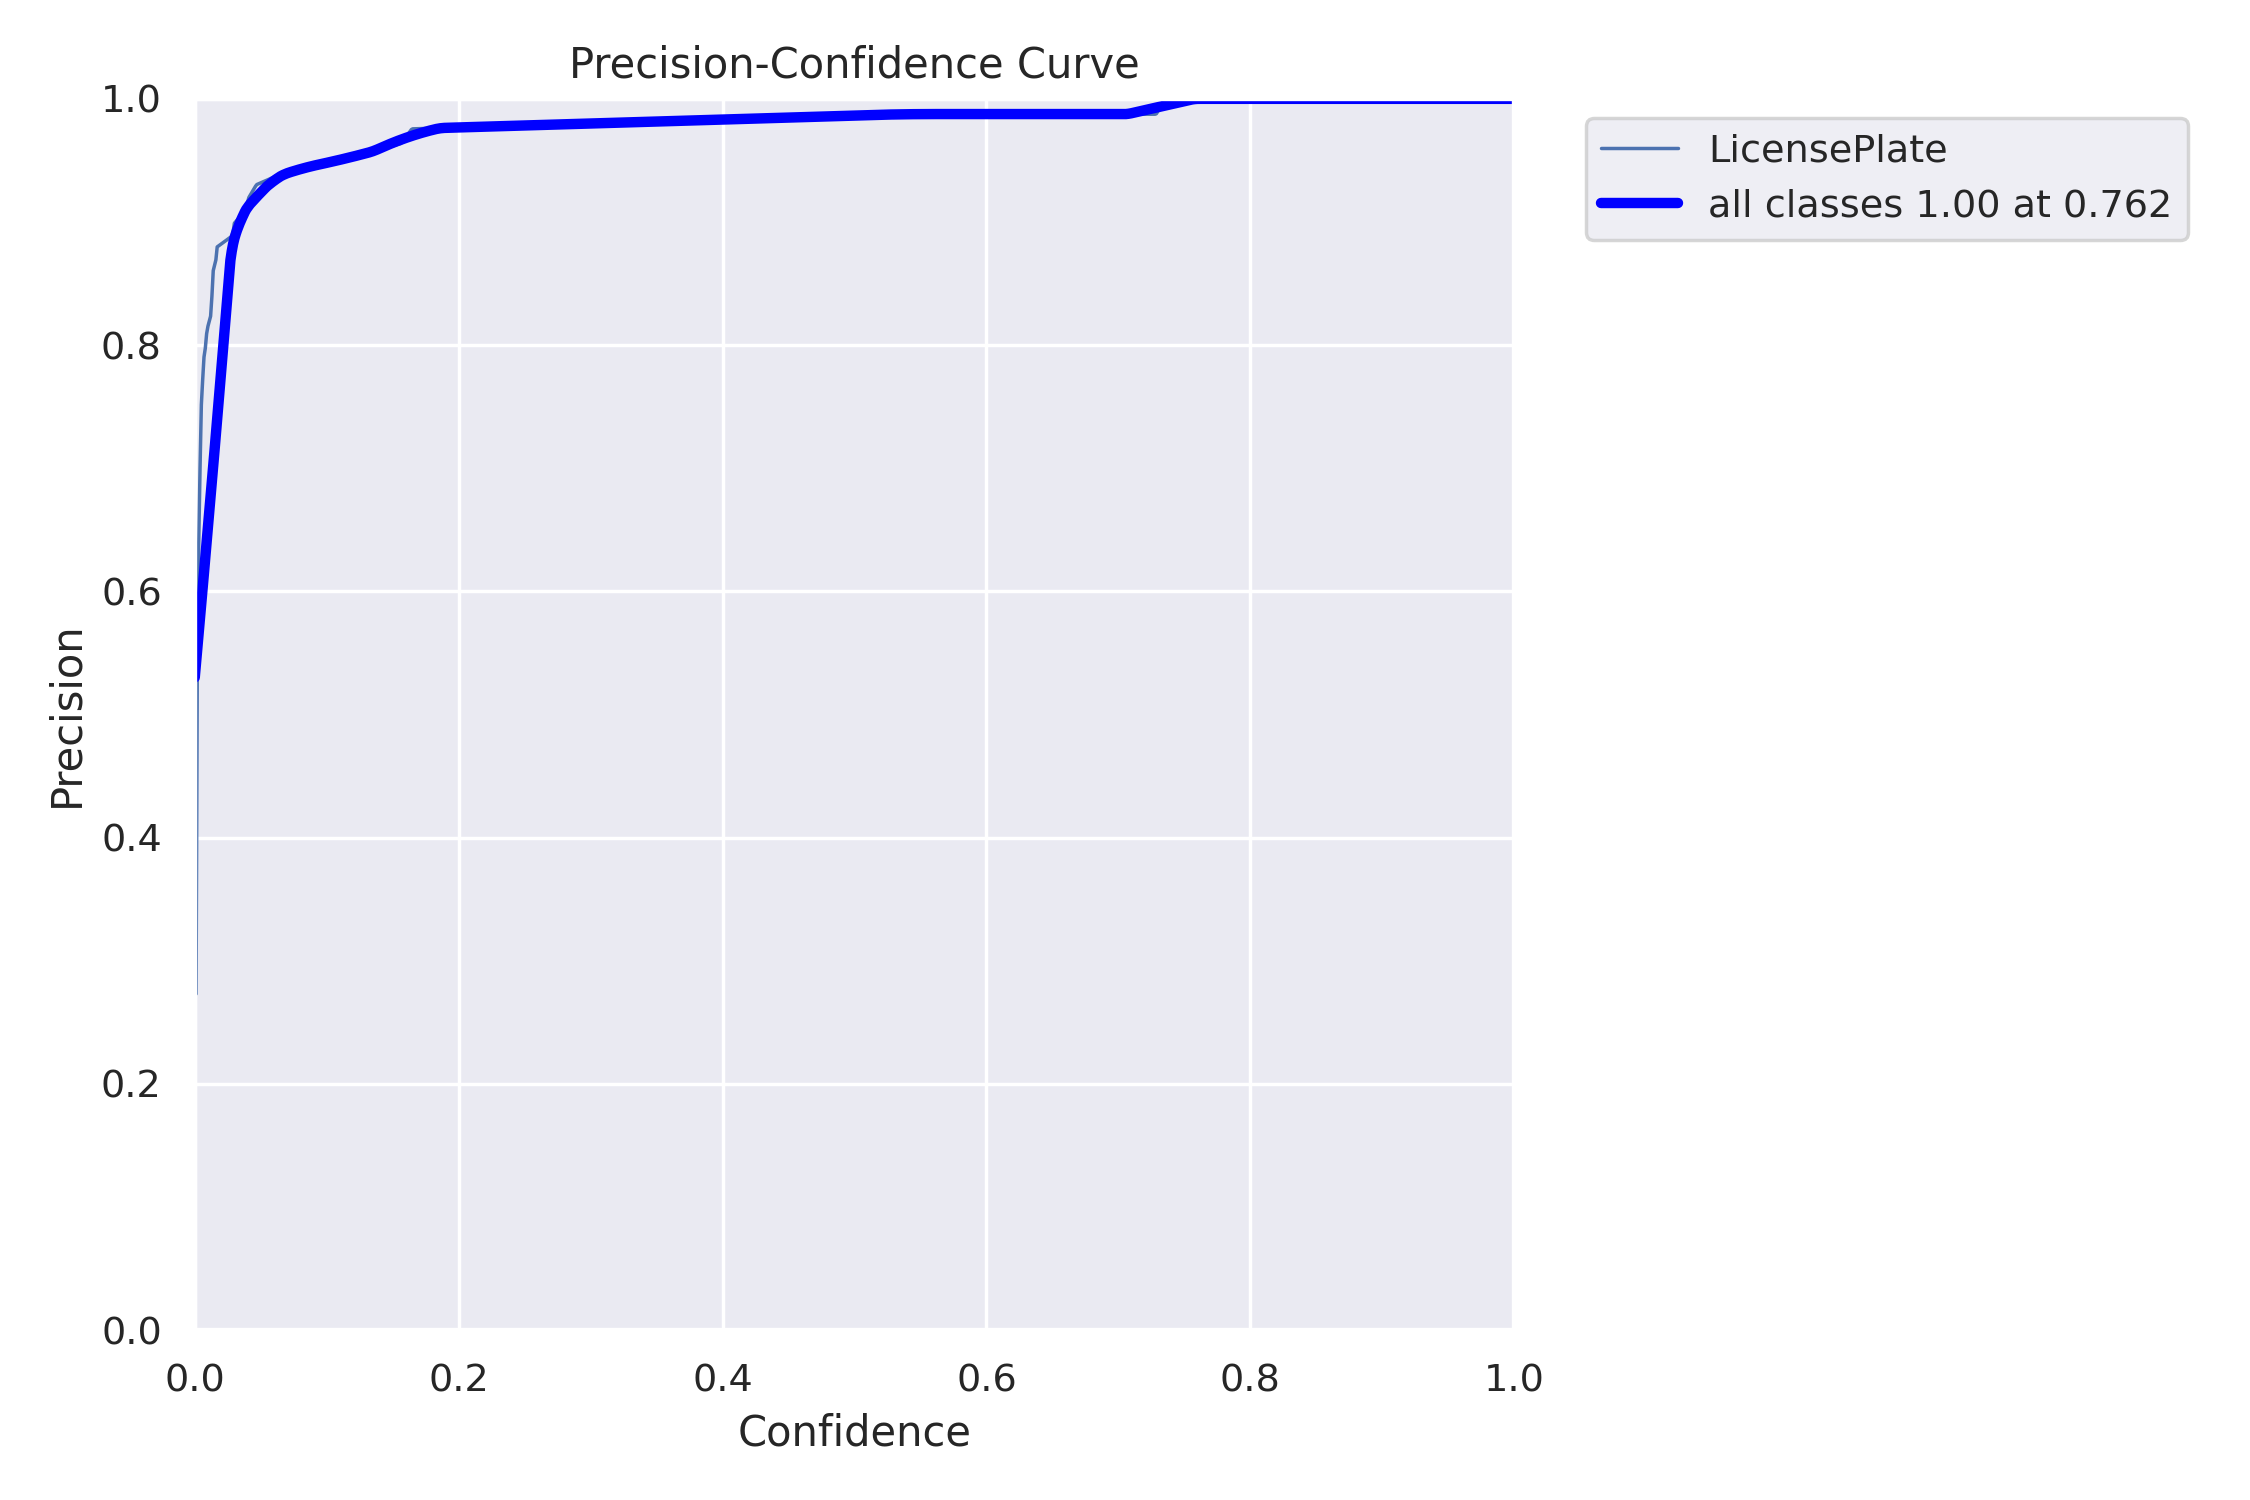 Precision-Confidence Curve
1.0
0.8
0.6
0.4
0.2
0.0
Precision
0.0 0.2 0.4 0.6 0.8 1.0
Confidence
LicensePlate
all classes 1.00 at 0.762